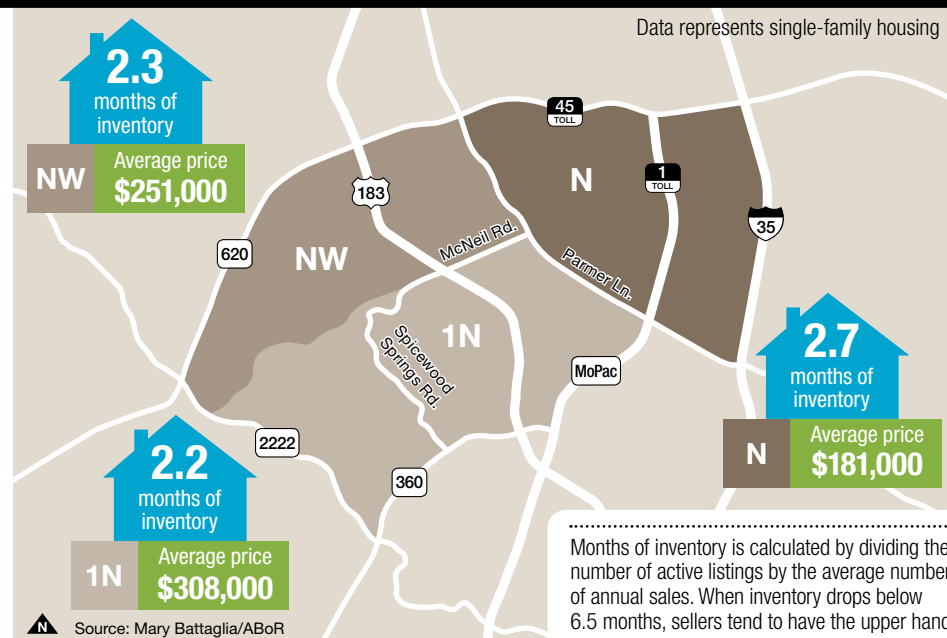 Data represents single-family housing
2.3
months of
inventory
NW
Average price
$251,000
45
TOLL
N
1
TOLL
183
35
McNeil Rd.
620
NW
Parmer Ln.
1N
Spicewood
Springs Rd.
MoPac
2.7
months of
inventory
N
Average price
$181,000
2222
360
2.2
months of
inventory
1N
Average price
$308,000
Months of inventory is calculated by dividing the
number of active listings by the average number
of annual sales. When inventory drops below
6.5 months, sellers tend to have the upper hand
N
Source: Mary Battaglia/ABoR